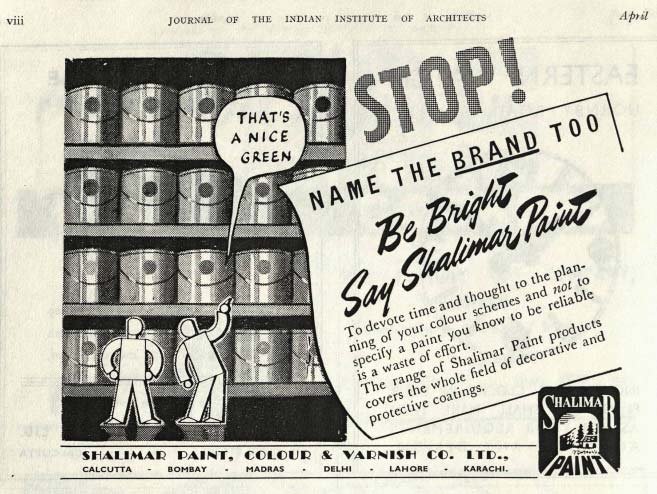 viii
JOURNAL OF THE INDIAN INSTITUTE OF ARCHITECTS
April
STOP!
THAT'S
A NICE
GREEN
NAME THE BRAND TOO
Be Bright
Say Shalimar Paint
To devote time and thought to the plan-
ning of your colour schemes and not to
specify a paint you know to be reliable
is a waste of effort.
The range of Shalimar Paint products
covers the whole field of decorative and
protective coatings.
SHALIMAR
PAINT
SHALIMAR PAINT, COLOUR & VARNISH CO. LTD.,
CALCUTTA - BOMBAY - MADRAS - DELHI - LAHORE - KARACHI.